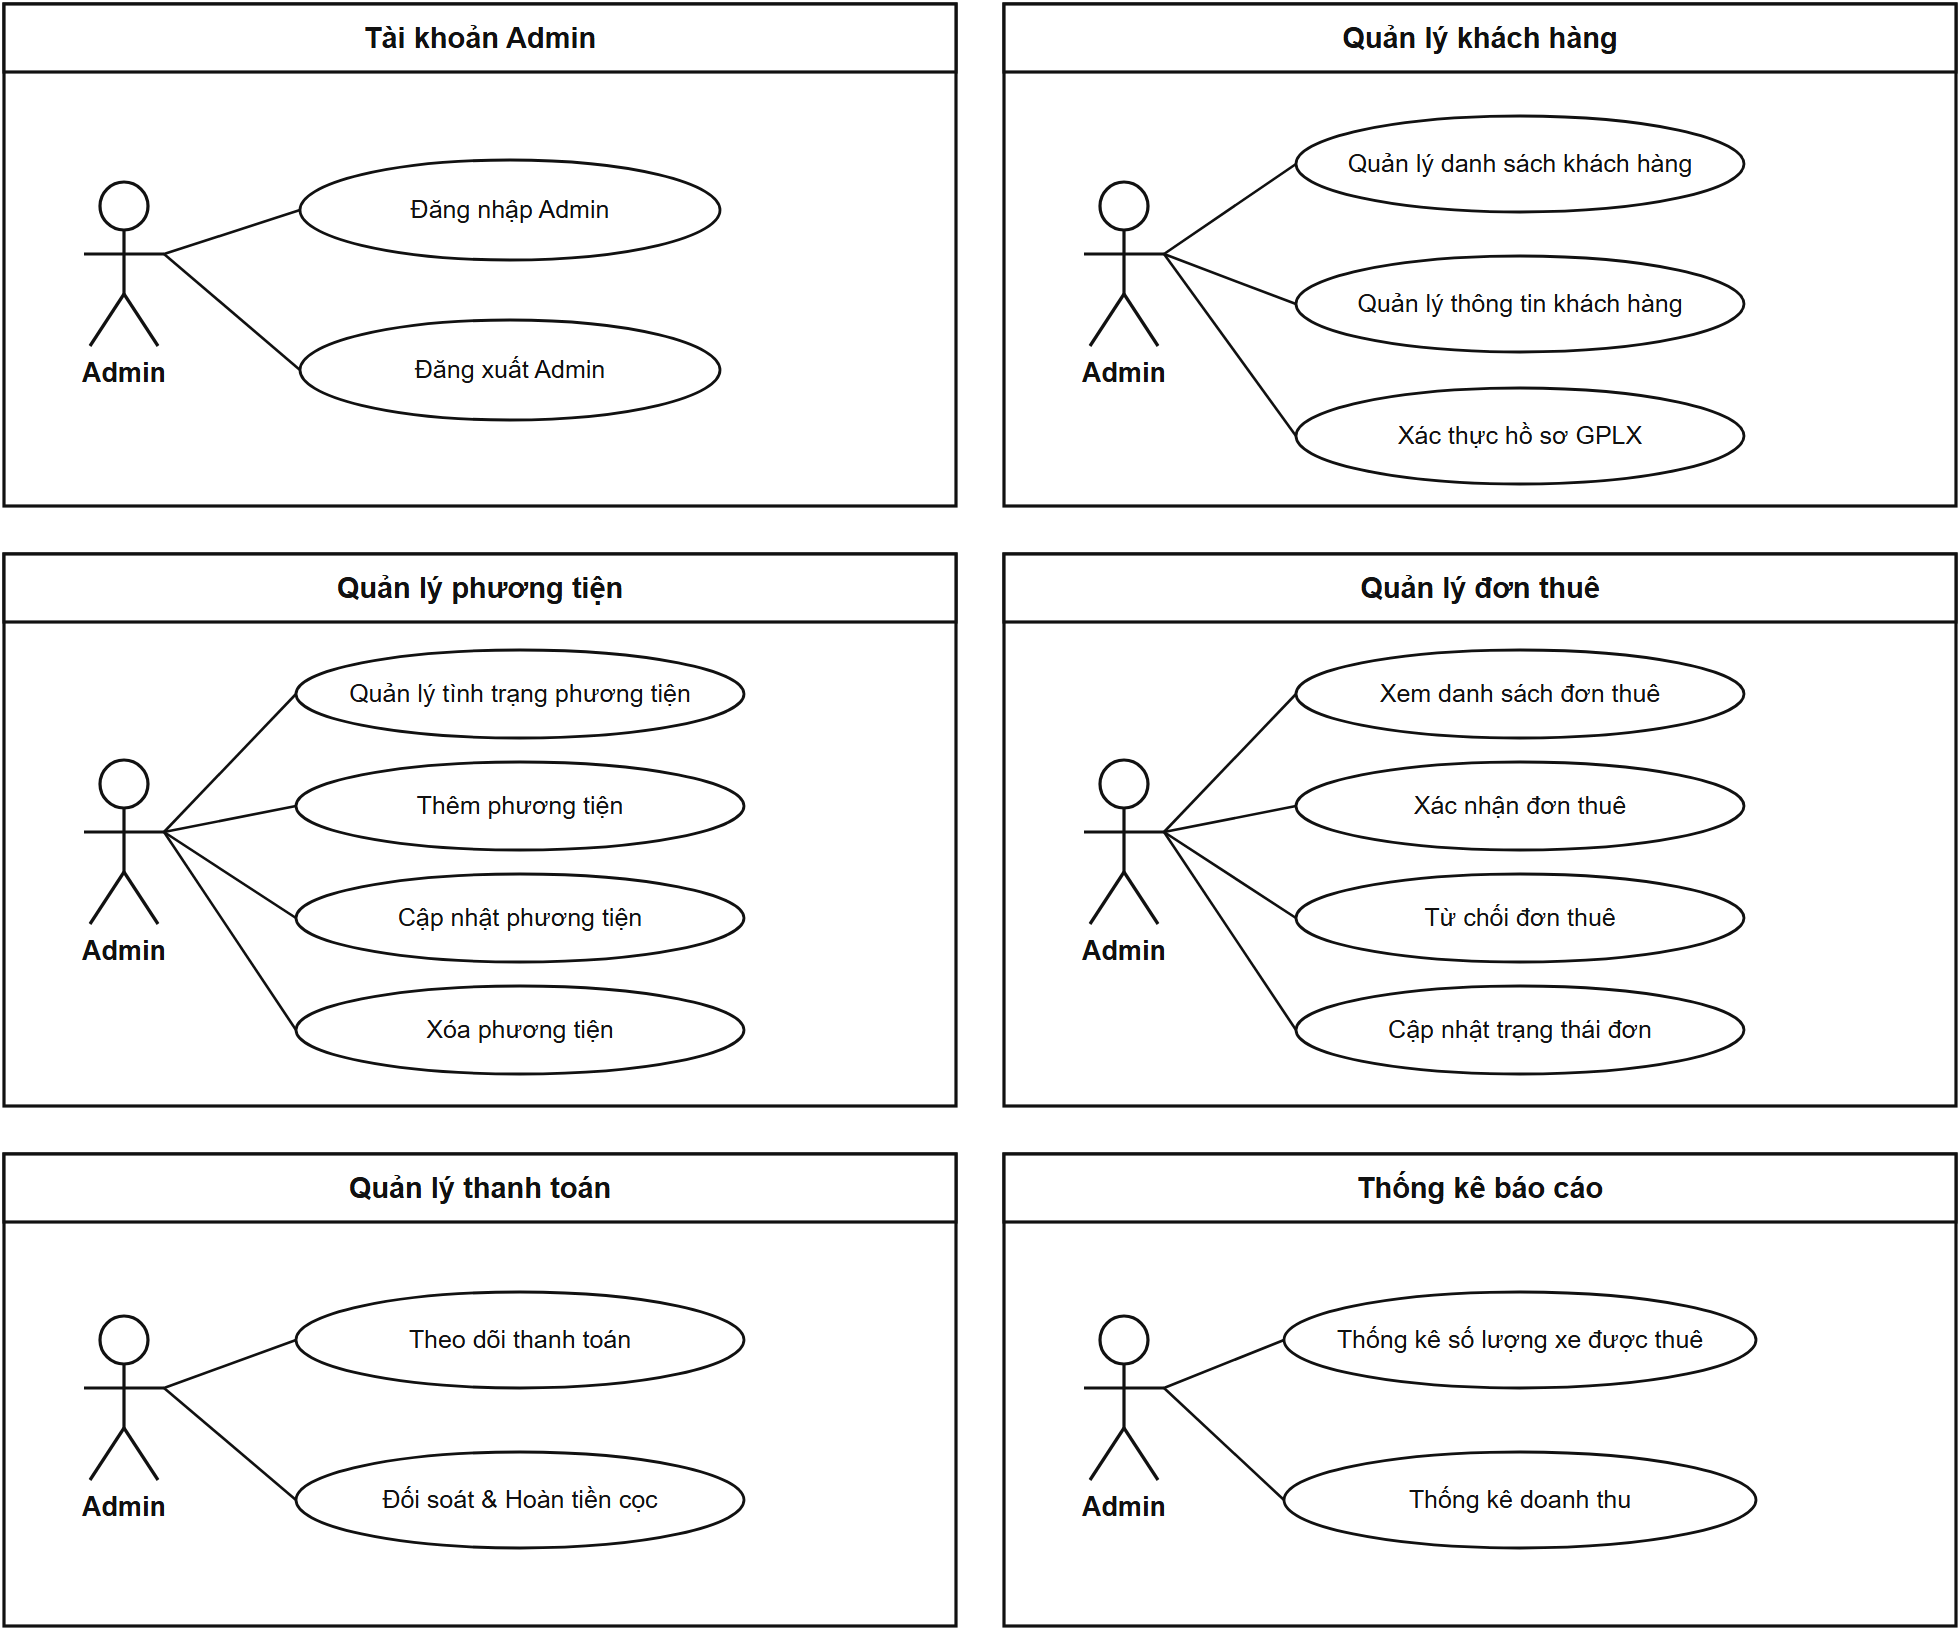 Tài khoản Admin
Đăng nhập Admin
Đăng xuất Admin
Admin
Quản lý khách hàng
Quản lý danh sách khách hàng
Quản lý thông tin khách hàng
Xác thực hồ sơ GPLX
Admin
Quản lý phương tiện
Quản lý tình trạng phương tiện
Thêm phương tiện
Cập nhật phương tiện
Xóa phương tiện
Admin
Quản lý đơn thuê
Xem danh sách đơn thuê
Xác nhận đơn thuê
Từ chối đơn thuê
Cập nhật trạng thái đơn
Admin
Quản lý thanh toán
Theo dõi thanh toán
Đối soát & Hoàn tiền cọc
Admin
Thống kê báo cáo
Thống kê số lượng xe được thuê
Thống kê doanh thu
Admin